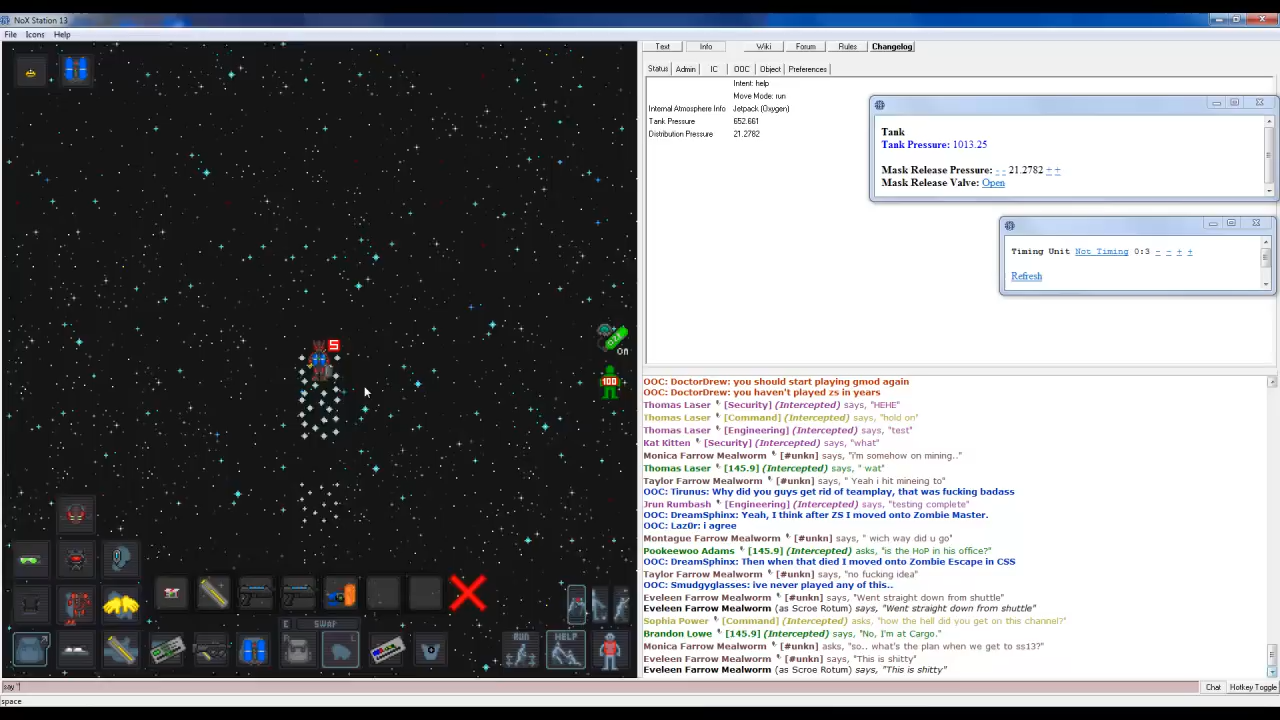 NoX Station 13
File Icons Help
Text Info Wiki Forum Rules Changelog
Status Admin IC OOC Object Preferences
Intent: help
Move Mode: run
Internal Atmosphere Info Jetpack (Oxygen)
Tank Pressure 652.661
Distribution Pressure 21.2782
Tank
Tank Pressure: 1013.25
Mask Release Pressure: - - 21.2782 + +
Mask Release Valve: Open
Timing Unit Not Timing 0:3 - - + +
Refresh
S
ON
100
OOC: DoctorDrew: you should start playing gmod again
OOC: DoctorDrew: you haven't played zs in years
Thomas Laser [Security] (Intercepted) says, "HEHE"
Thomas Laser [Command] (Intercepted) says, "hold on"
Thomas Laser [Engineering] (Intercepted) says, "test"
Kat Kitten [Security] (Intercepted) says, "what"
Monica Farrow Mealworm [#unkn] says, "i'm somehow on mining.."
Thomas Laser [145.9] (Intercepted) says, " wat"
Taylor Farrow Mealworm [#unkn] says, " Yeah i hit mineing to"
OOC: Tirunus: Why did you guys get rid of teamplay, that was fucking badass
Jrun Rumbash [Engineering] (Intercepted) says, "testing complete"
OOC: DreamSphinx: Yeah, I think after ZS I moved onto Zombie Master.
OOC: Laz0r: i agree
Montague Farrow Mealworm [#unkn] says, " wich way did u go"
Pookeewoo Adams [145.9] (Intercepted) asks, "is the HoP in his office?"
OOC: DreamSphinx: Then when that died I moved onto Zombie Escape in CSS
Taylor Farrow Mealworm [#unkn] says, "no fucking idea"
OOC: Smudgyglasses: ive never played any of this..
Eveleen Farrow Mealworm [#unkn] says, "Went straight down from shuttle"
Eveleen Farrow Mealworm (as Scroe Rotum) says, "Went straight down from shuttle"
Sophia Power [Command] (Intercepted) asks, "how the hell did you get on this channel?"
Brandon Lowe [145.9] (Intercepted) says, "No, I'm at Cargo."
Monica Farrow Mealworm [#unkn] asks, "so.. what's the plan when we get to ss13?"
Eveleen Farrow Mealworm [#unkn] says, "This is shitty"
Eveleen Farrow Mealworm (as Scroe Rotum) says, "This is shitty"
E SWAP
R L RUN HELP
say "
Chat Hotkey Toggle
space